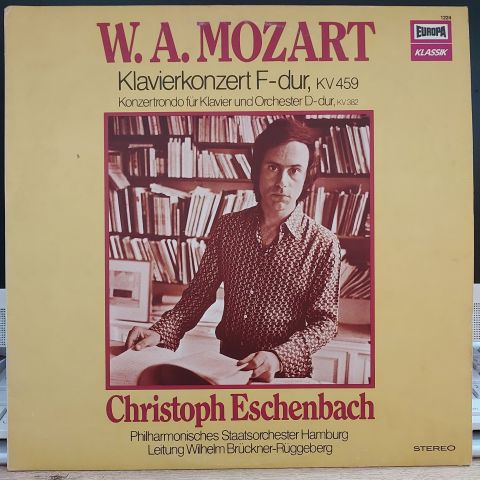 1224
EUROPA
KLASSIK
W. A. MOZART
Klavierkonzert F-dur, KV 459
Konzertrondo für Klavier und Orchester D-dur, KV 382
Christoph Eschenbach
Philharmonisches Staatsorchester Hamburg
Leitung Wilhelm Brückner-Rüggeberg
STEREO